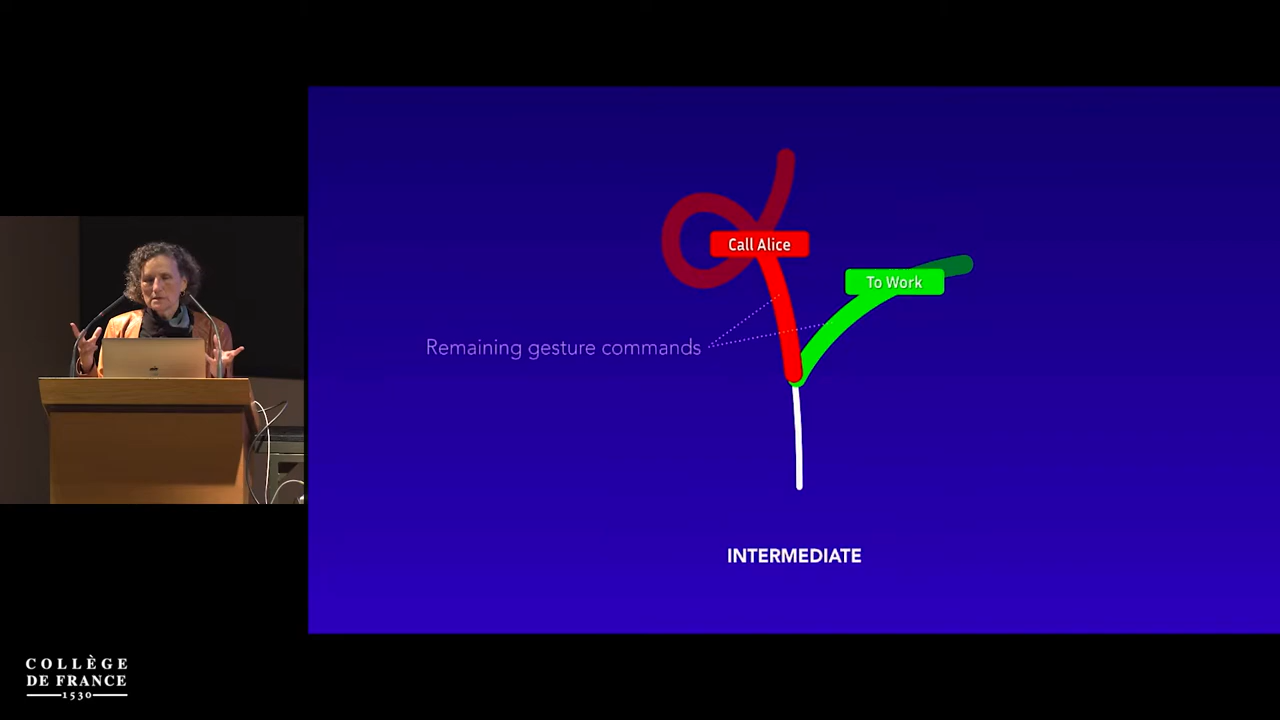 Call Alice
To Work
Remaining gesture commands
INTERMEDIATE
COLLÈGE
DE FRANCE
1530